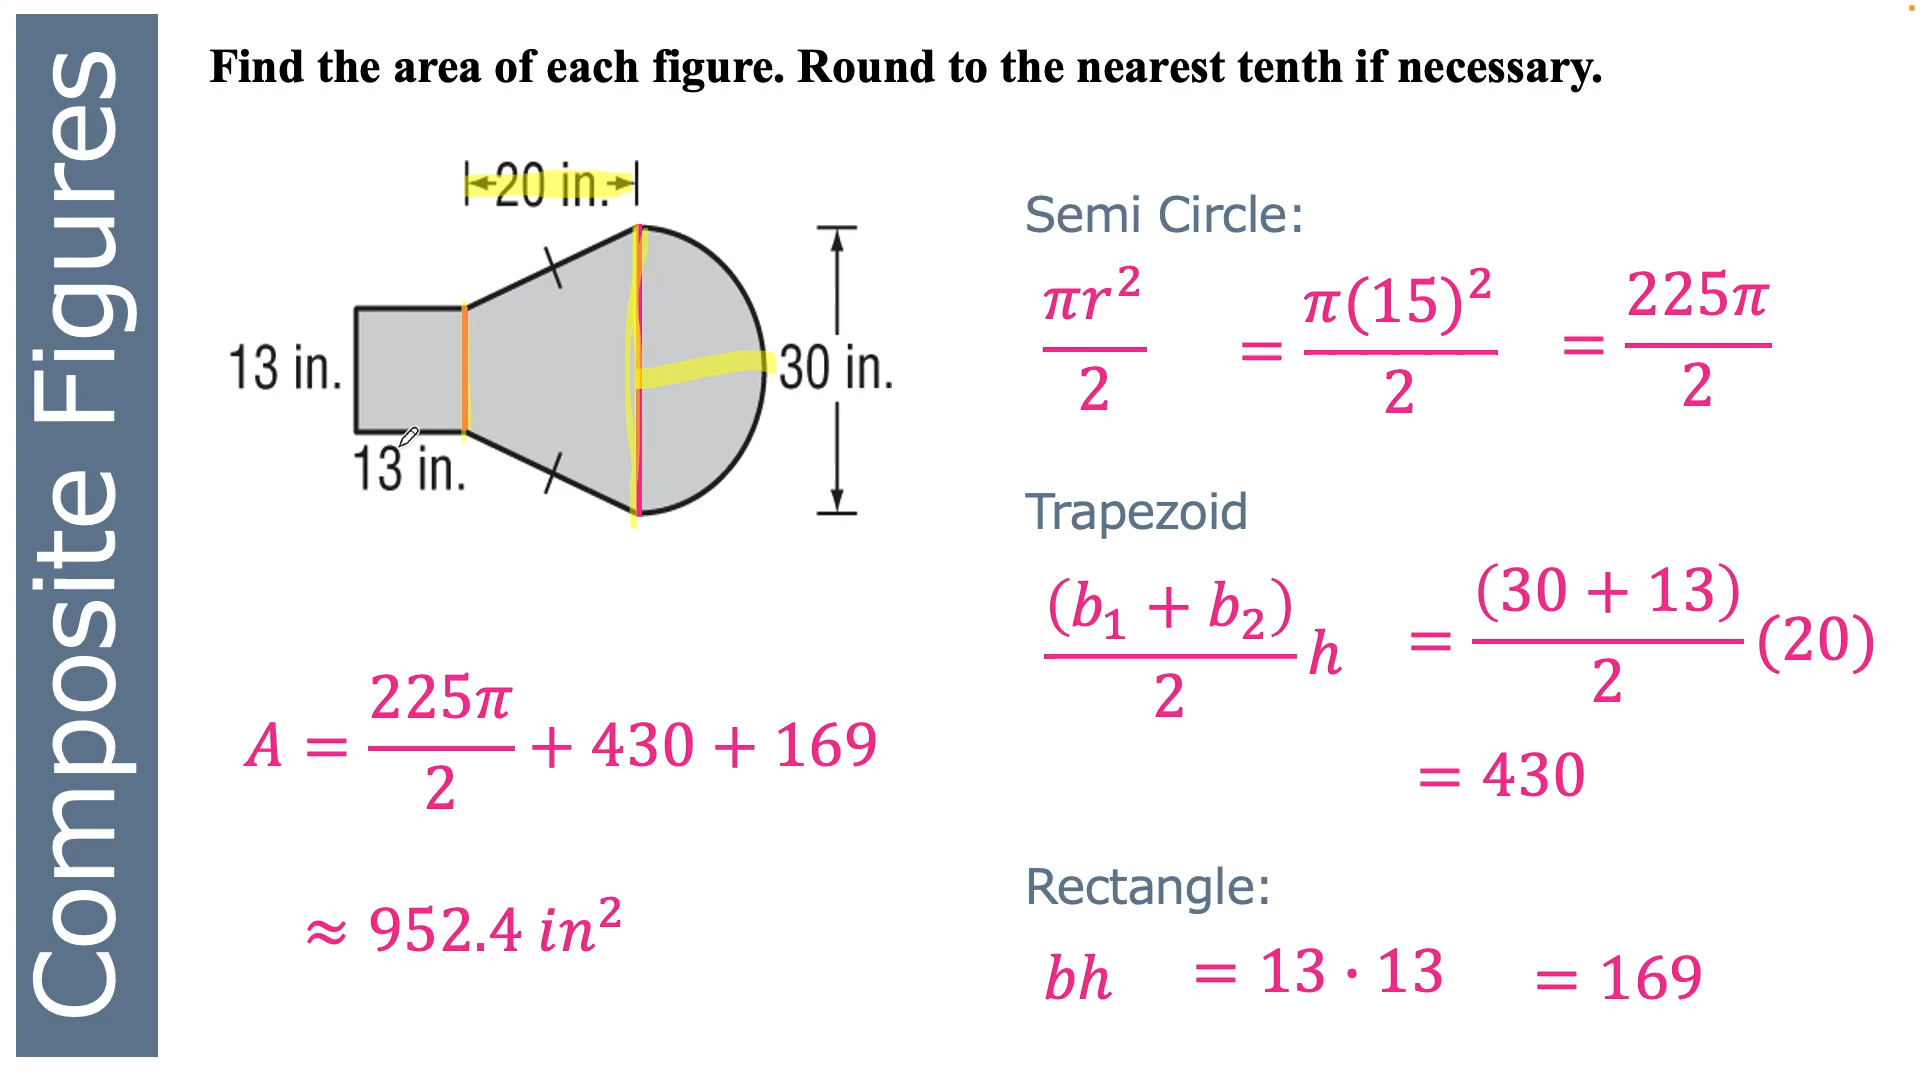 Composite Figures
Find the area of each figure. Round to the nearest tenth if necessary.
20 in.
13 in.
30 in.
13 in.
A = 225π/2 + 430 + 169
≈ 952.4 in²
Semi Circle:
πr²/2 = π(15)²/2 = 225π/2
Trapezoid
(b₁ + b₂)/2 h = (30 + 13)/2 (20)
= 430
Rectangle:
bh = 13 · 13 = 169